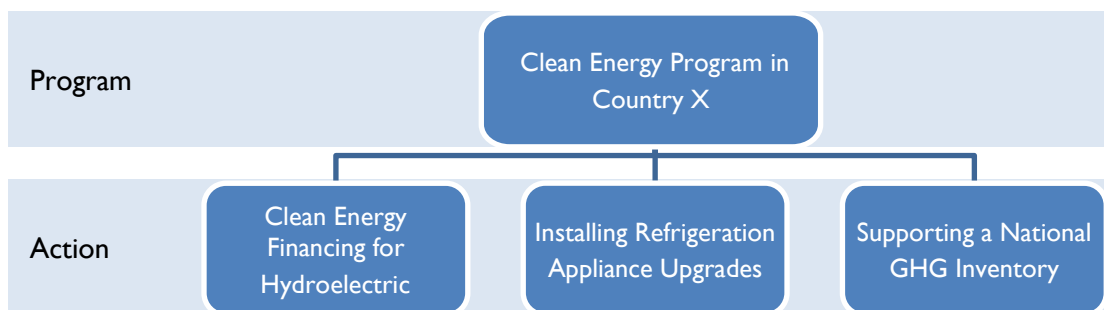 Program
Clean Energy Program in
Country X
Action
Clean Energy
Financing for
Hydroelectric
Installing Refrigeration
Appliance Upgrades
Supporting a National
GHG Inventory